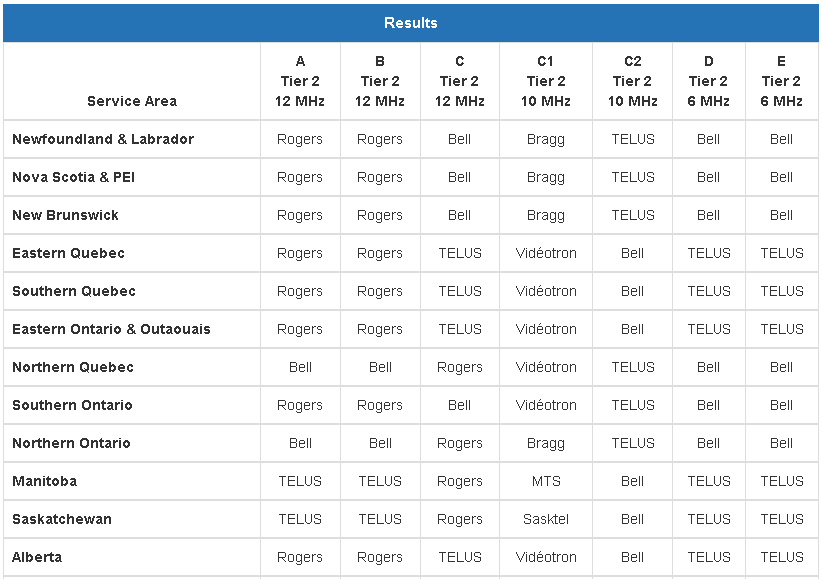 Results
Service Area A Tier 2 12 MHz B Tier 2 12 MHz C Tier 2 12 MHz C1 Tier 2 10 MHz C2 Tier 2 10 MHz D Tier 2 6 MHz E Tier 2 6 MHz
Newfoundland & Labrador Rogers Rogers Bell Bragg TELUS Bell Bell
Nova Scotia & PEI Rogers Rogers Bell Bragg TELUS Bell Bell
New Brunswick Rogers Rogers Bell Bragg TELUS Bell Bell
Eastern Quebec Rogers Rogers TELUS Vidéotron Bell TELUS TELUS
Southern Quebec Rogers Rogers TELUS Vidéotron Bell TELUS TELUS
Eastern Ontario & Outaouais Rogers Rogers TELUS Vidéotron Bell TELUS TELUS
Northern Quebec Bell Bell Rogers Vidéotron TELUS Bell Bell
Southern Ontario Rogers Rogers Bell Vidéotron TELUS Bell Bell
Northern Ontario Bell Bell Rogers Bragg TELUS Bell Bell
Manitoba TELUS TELUS Rogers MTS Bell TELUS TELUS
Saskatchewan TELUS TELUS Rogers Sasktel Bell TELUS TELUS
Alberta Rogers Rogers TELUS Vidéotron Bell TELUS TELUS